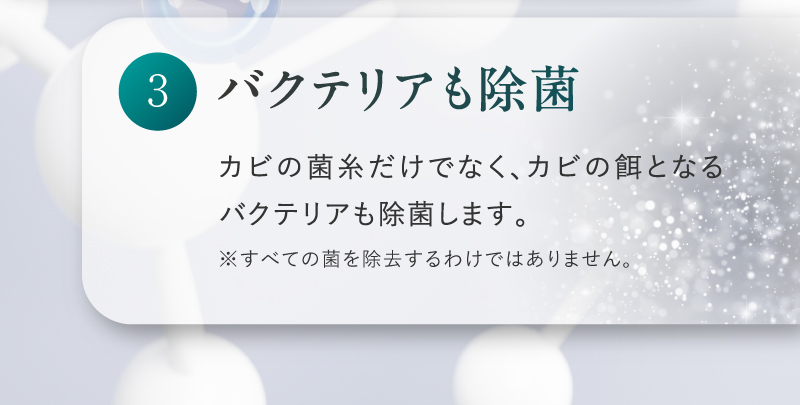 3
バクテリアも除菌
カビの菌糸だけでなく、カビの餌となる
バクテリアも除菌します。
※すべての菌を除去するわけではありません。